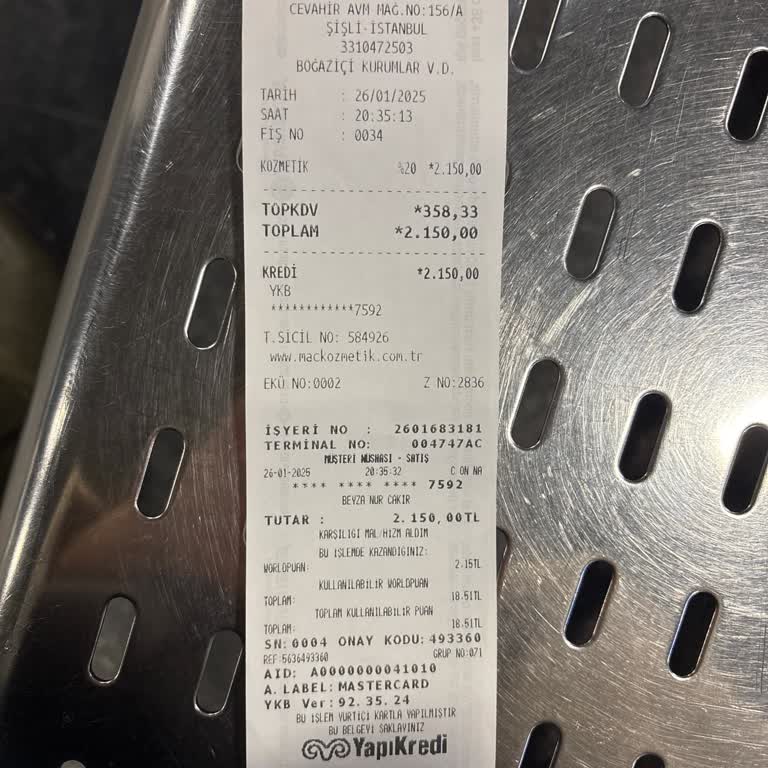 CEVAHİR AVM MAĞ.NO:156/A
ŞİŞLİ-İSTANBUL
3310472503
BOĞAZİÇİ KURUMLAR V.D.
TARİH : 26/01/2025
SAAT : 20:35:13
FİŞ NO : 0034
KOZMETİK %20 *2.150,00
TOPKDV *358,33
TOPLAM *2.150,00
KREDİ *2.150,00
YKB
************7592
T.SİCİL NO: 584926
www.mackozmetik.com.tr
EKÜ NO:0002 Z NO:2836
İŞYERİ NO : 2601683181
TERMINAL NO: 004747AC
MÜŞTERİ NUSHASI - SATIŞ
26-01-2025 20:35:32 C ON NA
**** **** **** 7592
BEYZA NUR CAKIR
TUTAR : 2.150,00TL
KARŞILIGI MAL/HIZM ALDIM
BU İŞLEMDE KAZANDIGINIZ:
WORLDPUAN: 2.15TL
KULLANILABILIR WORLDPUAN
TOPLAM: 18.51TL
TOPLAM KULLANILABILIR PUAN
TOPLAM: 18.51TL
SN:0004 ONAY KODU:493360
REF:5636493360 GRUP NO:071
AID: A0000000041010
A. LABEL: MASTERCARD
YKB Ver:92.35.24
BU İŞLEM YURTİÇİ KARTLA YAPILMIŞTIR
BU BELGEYİ SAKLAYINIZ
YapıKredi